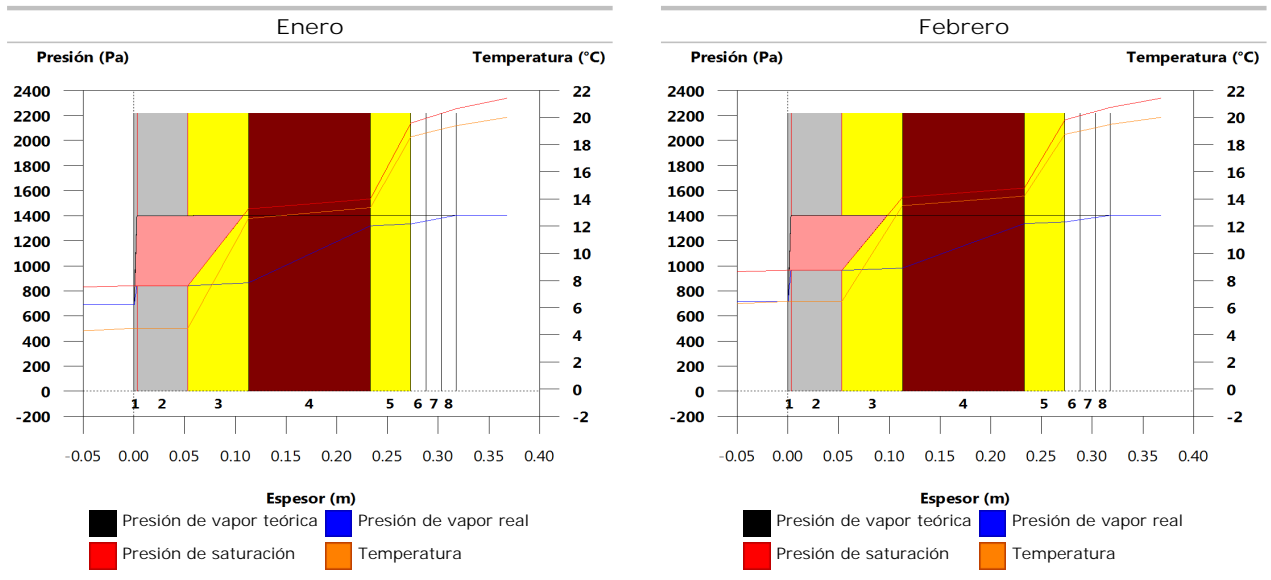 Enero
Presión (Pa) Temperatura (°C)
2400 22
2200 20
2000 18
1800 16
1600 14
1400 12
1200 10
1000 8
800 6
600 4
400 2
200 0
0 -2
-200
1 2 3 4 5 6 7 8
-0.05 0.00 0.05 0.10 0.15 0.20 0.25 0.30 0.35 0.40
Espesor (m)
Presión de vapor teórica Presión de vapor real
Presión de saturación Temperatura
Febrero
Presión (Pa) Temperatura (°C)
2400 22
2200 20
2000 18
1800 16
1600 14
1400 12
1200 10
1000 8
800 6
600 4
400 2
200 0
0 -2
-200
1 2 3 4 5 6 7 8
-0.05 0.00 0.05 0.10 0.15 0.20 0.25 0.30 0.35 0.40
Espesor (m)
Presión de vapor teórica Presión de vapor real
Presión de saturación Temperatura